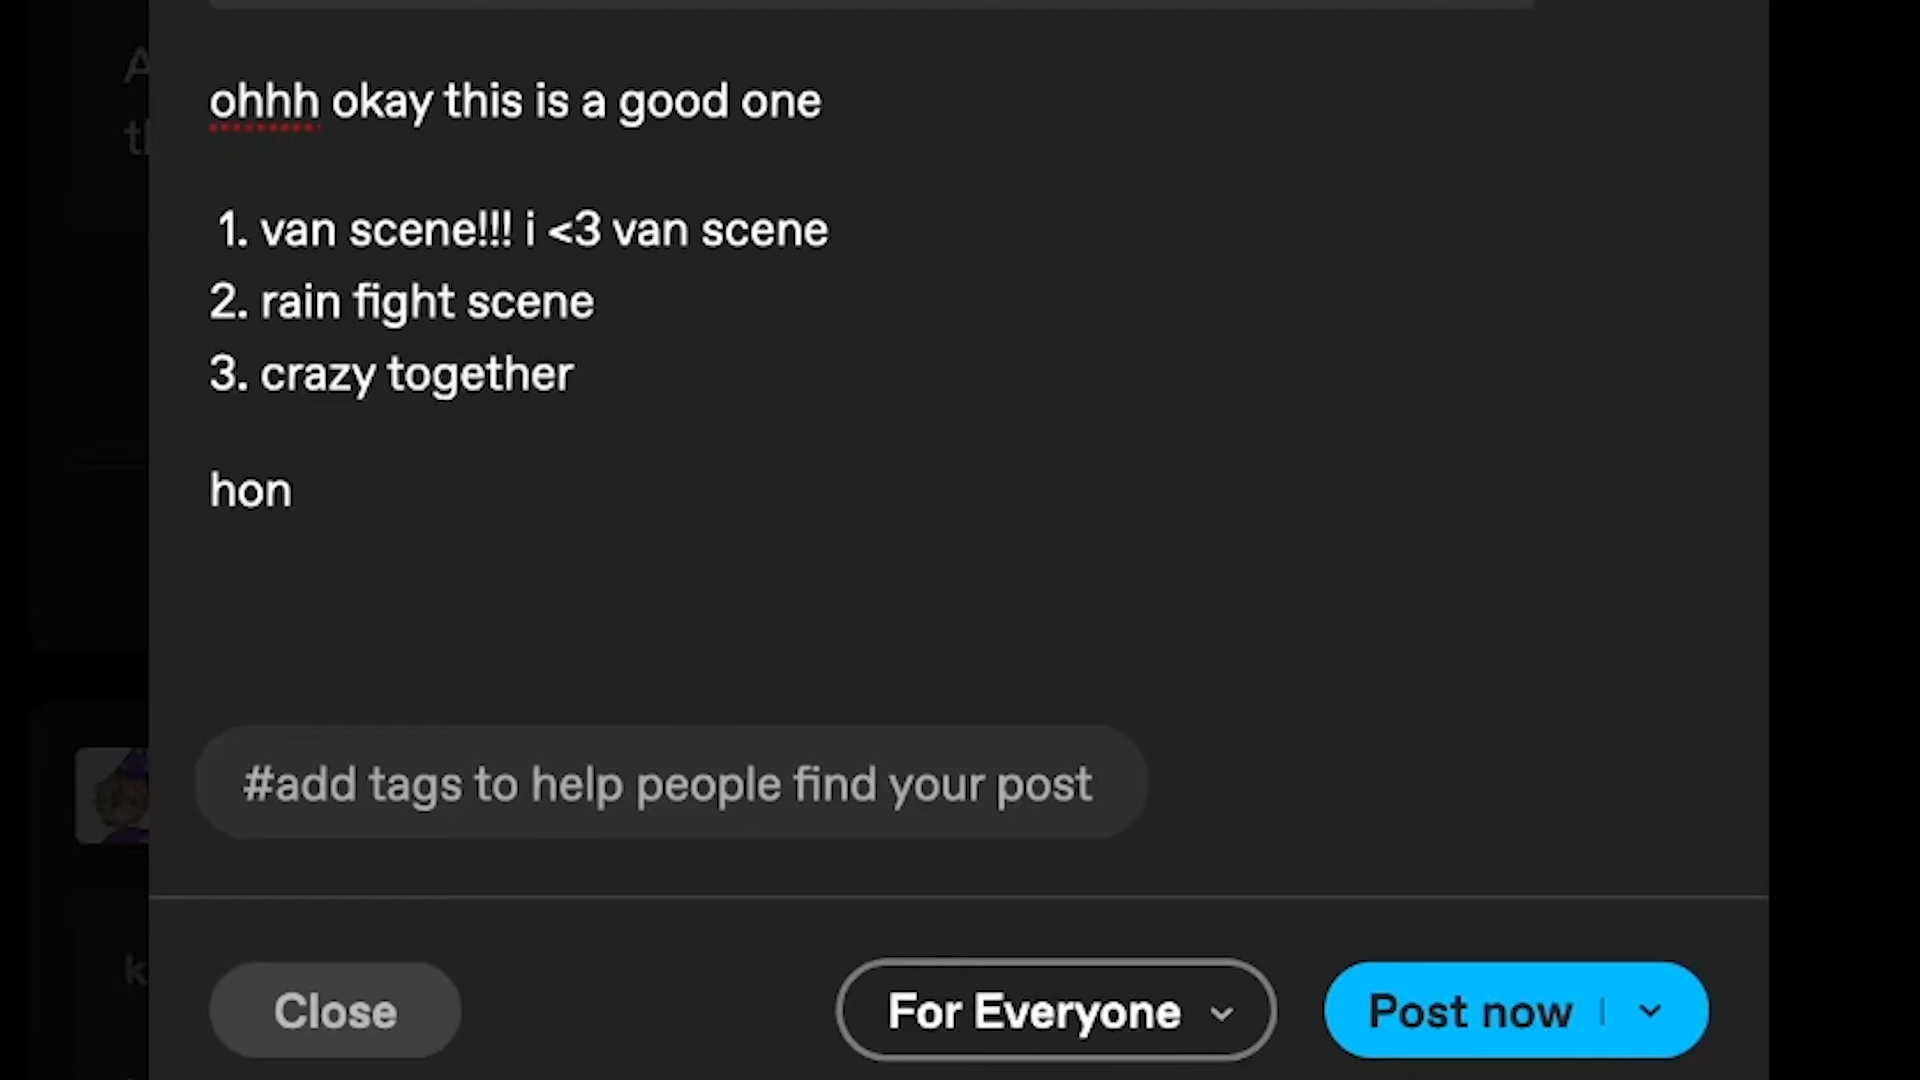 ohhh okay this is a good one
1. van scene!!! i <3 van scene
2. rain fight scene
3. crazy together
hon
#add tags to help people find your post
Close
For Everyone
Post now